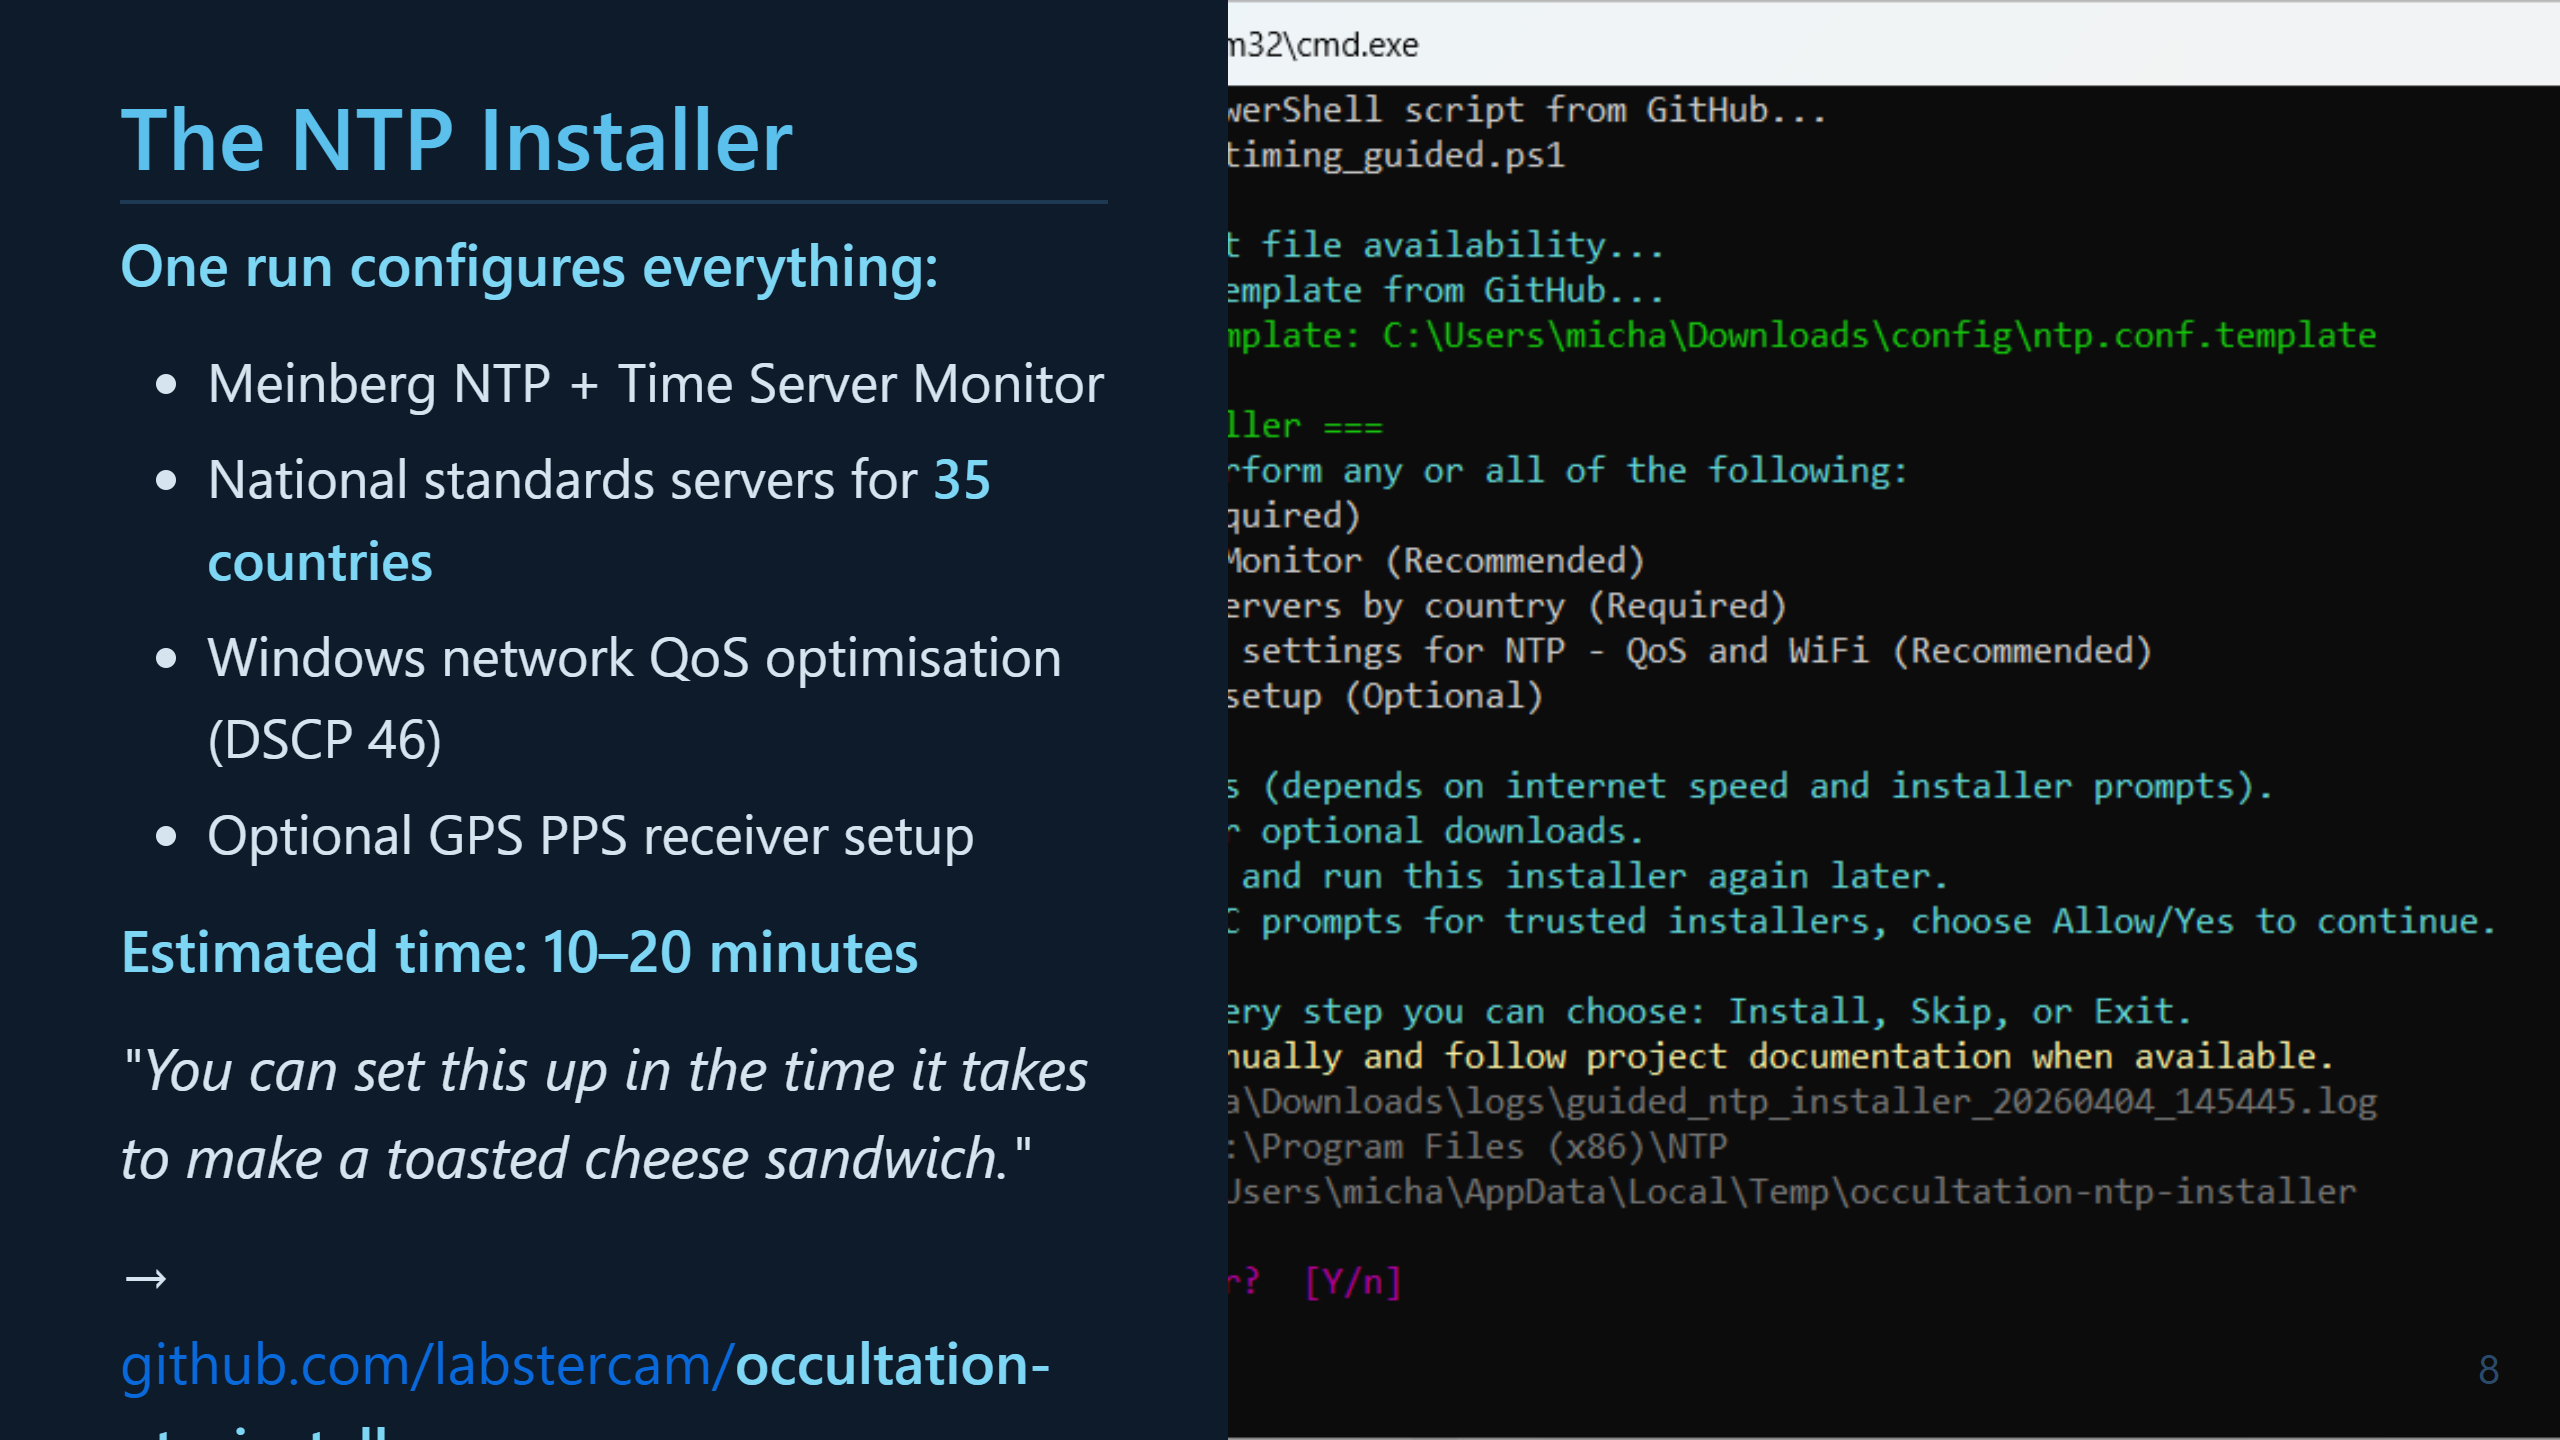 The NTP Installer
One run configures everything:
• Meinberg NTP + Time Server Monitor
• National standards servers for 35
countries
• Windows network QoS optimisation
(DSCP 46)
• Optional GPS PPS receiver setup
Estimated time: 10–20 minutes
"You can set this up in the time it takes
to make a toasted cheese sandwich."
→
github.com/labstercam/occultation-
m32\cmd.exe
werShell script from GitHub...
timing_guided.ps1
t file availability...
emplate from GitHub...
mplate: C:\Users\micha\Downloads\config\ntp.conf.template
ller ===
rform any or all of the following:
quired)
Monitor (Recommended)
ervers by country (Required)
settings for NTP - QoS and WiFi (Recommended)
setup (Optional)
s (depends on internet speed and installer prompts).
r optional downloads.
and run this installer again later.
C prompts for trusted installers, choose Allow/Yes to continue.
ery step you can choose: Install, Skip, or Exit.
nually and follow project documentation when available.
a\Downloads\logs\guided_ntp_installer_20260404_145445.log
:\Program Files (x86)\NTP
Users\micha\AppData\Local\Temp\occultation-ntp-installer
r? [Y/n]
8